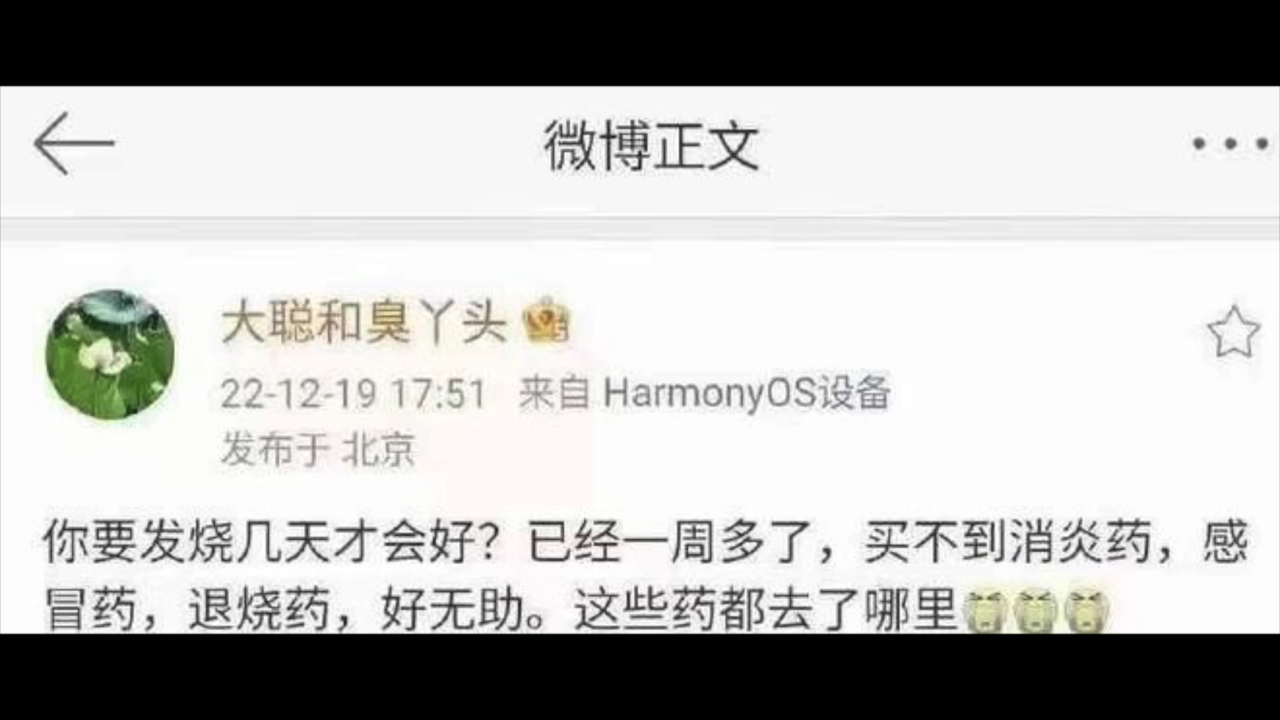 微博正文
大聪和臭丫头
22-12-19 17:51 来自 HarmonyOS设备
发布于 北京
你要发烧几天才会好？已经一周多了，买不到消炎药，感
冒药，退烧药，好无助。这些药都去了哪里